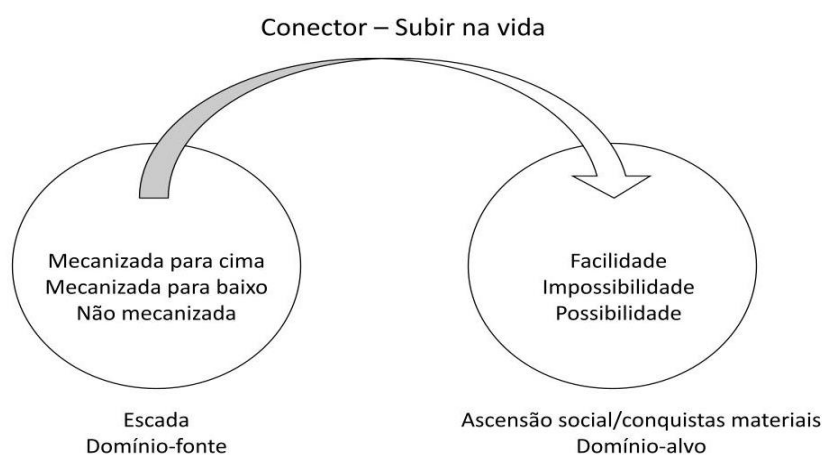 Conector – Subir na vida
Mecanizada para cima
Mecanizada para baixo
Não mecanizada
Facilidade
Impossibilidade
Possibilidade
Escada
Domínio-fonte
Ascensão social/conquistas materiais
Domínio-alvo